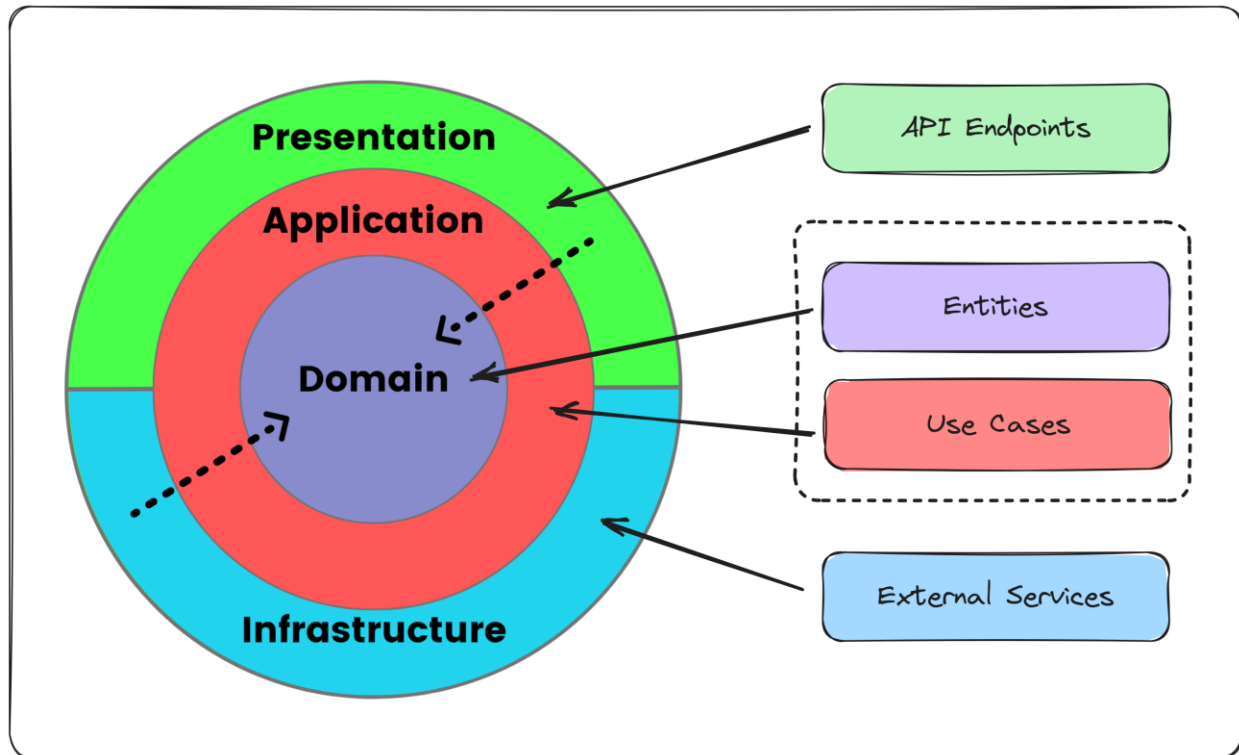 Presentation
Application
Domain
Infrastructure
API Endpoints
Entities
Use Cases
External Services